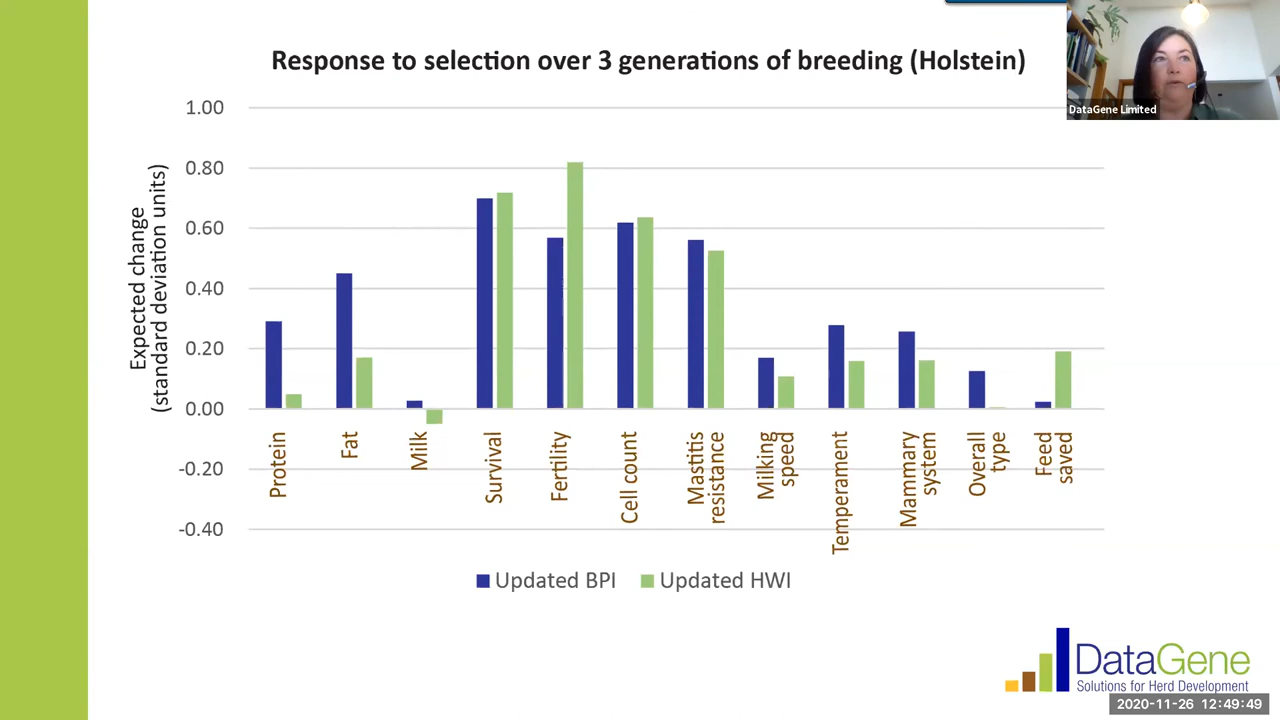 Response to selection over 3 generations of breeding (Holstein)
DataGene Limited
Expected change
(standard deviation units)
1.00
0.80
0.60
0.40
0.20
0.00
-0.20
-0.40
Protein
Fat
Milk
Survival
Fertility
Cell count
Mastitis
resistance
Milking
speed
Temperament
Mammary
system
Overall
type
Feed
saved
Updated BPI
Updated HWI
DataGene
Solutions for Herd Development
2020-11-26 12:49:49